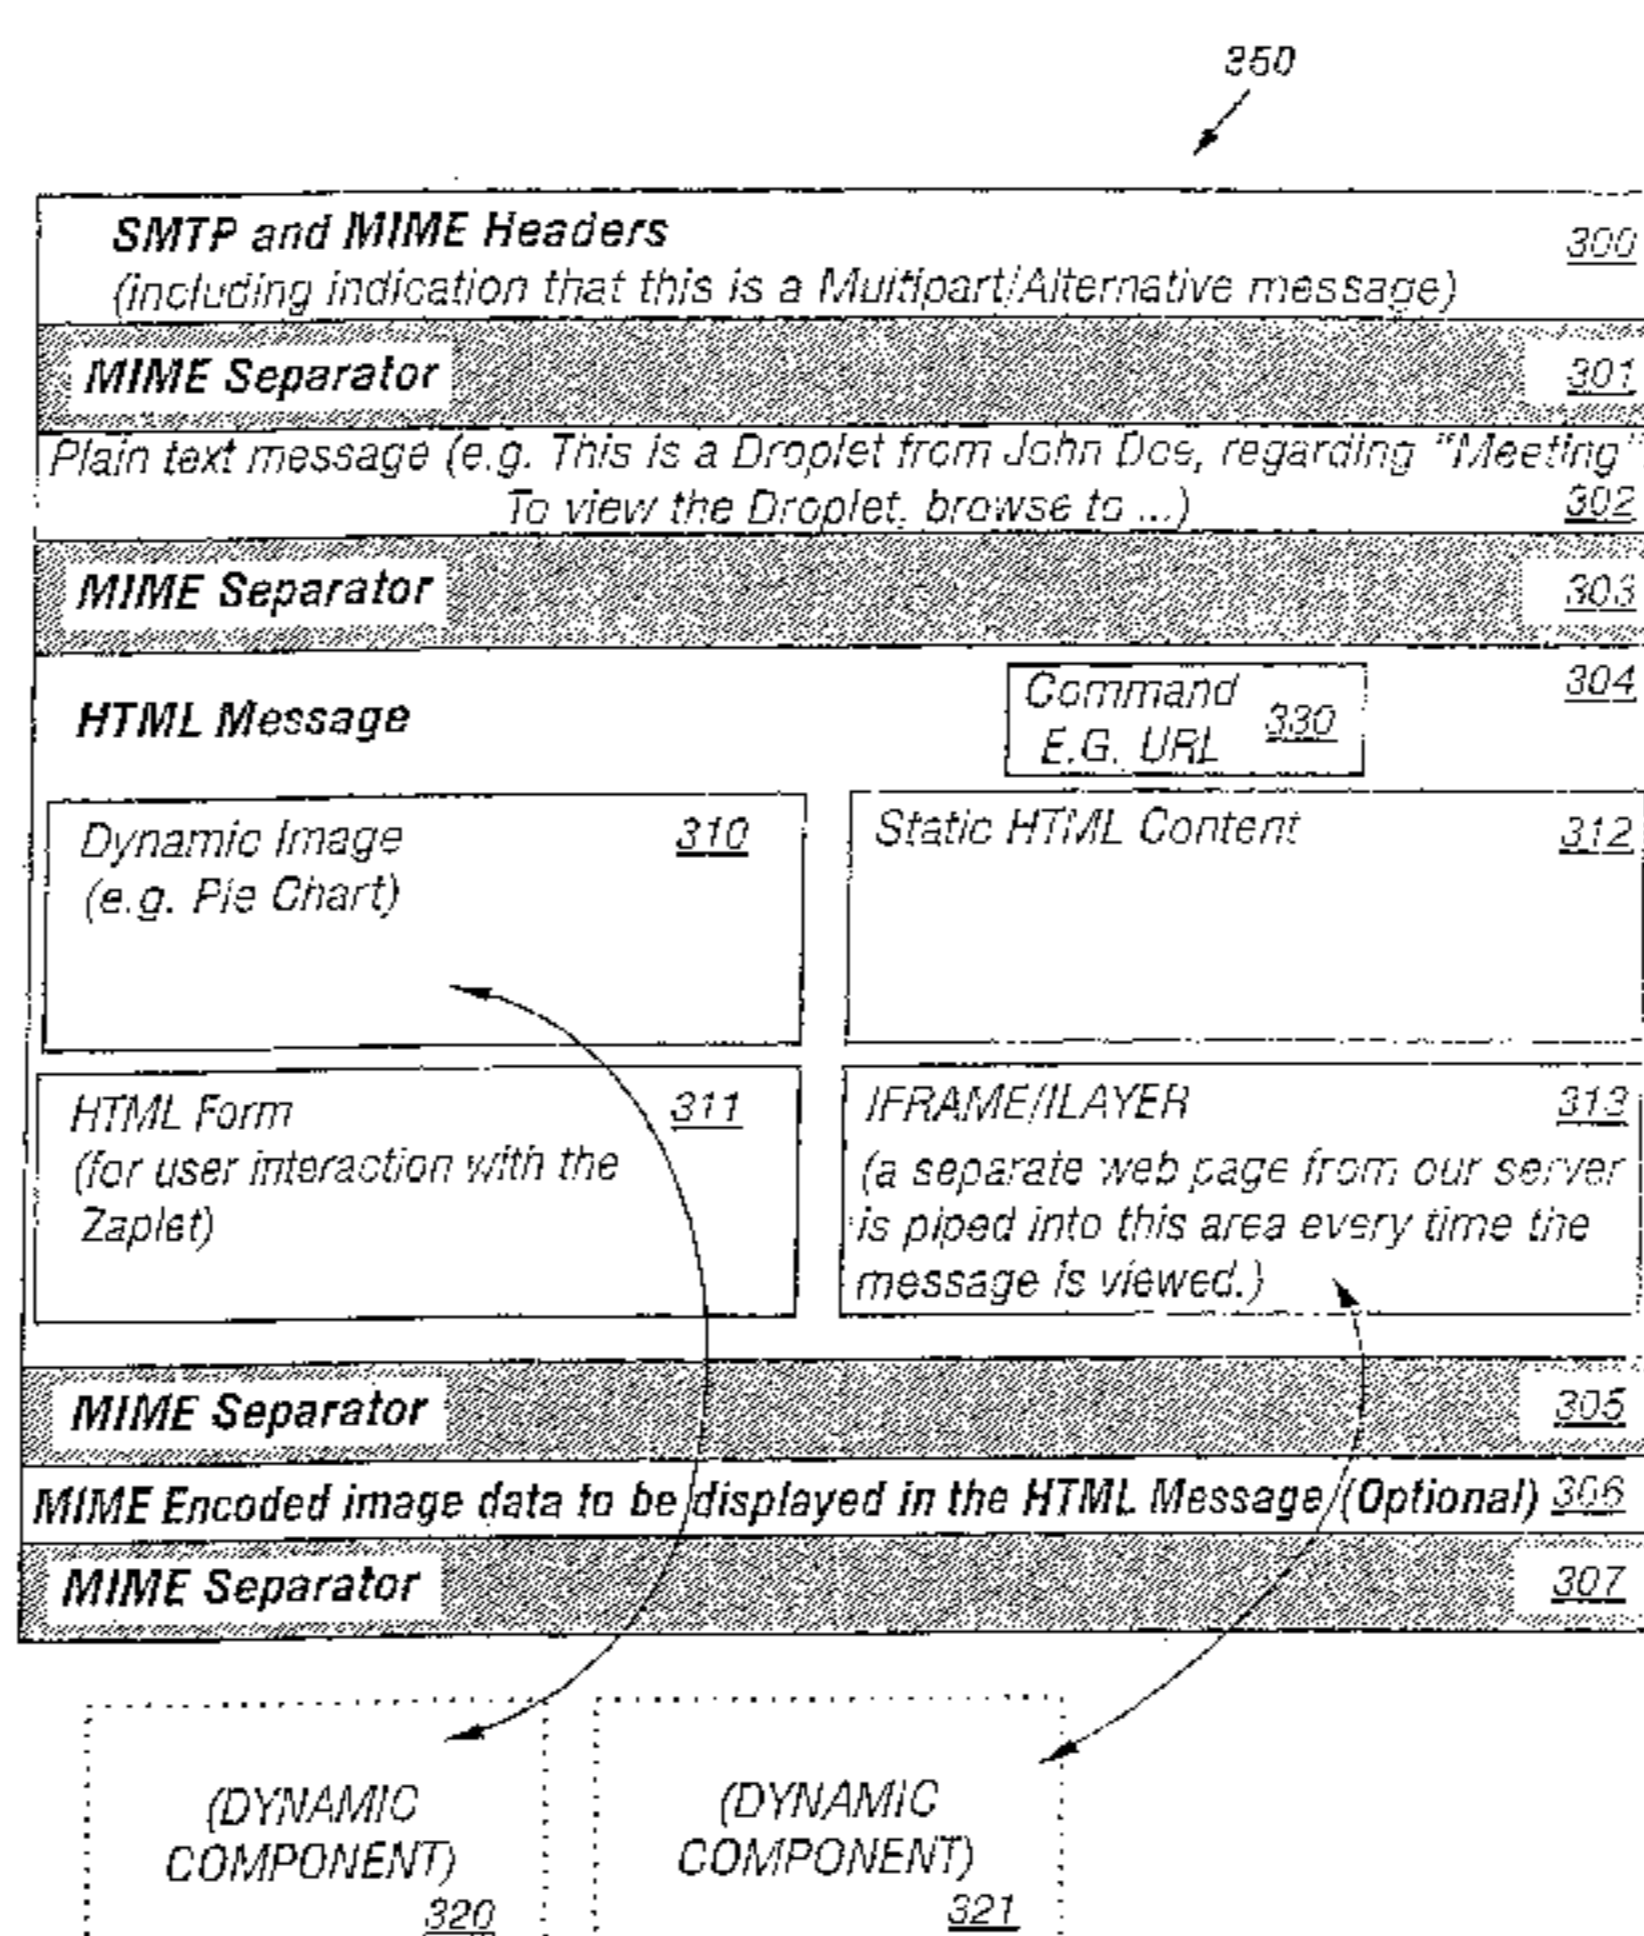 350
SMTP and MIME Headers 300
(including indication that this is a Multipart/Alternative message)
MIME Separator 301
Plain text message (e.g. This is a Droplet from John Doe, regarding "Meeting".
To view the Droplet, browse to ...) 302
MIME Separator 303
304
HTML Message
Command
E.G. URL 330
Dynamic Image 310
(e.g. Pie Chart)
Static HTML Content 312
HTML Form 311
(for user interaction with the
Zaplet)
IFRAME/ILAYER 313
(a separate web page from our server
is piped into this area every time the
message is viewed.)
MIME Separator 305
MIME Encoded image data to be displayed in the HTML Message (Optional) 306
MIME Separator 307
(DYNAMIC
COMPONENT)
320
(DYNAMIC
COMPONENT)
321